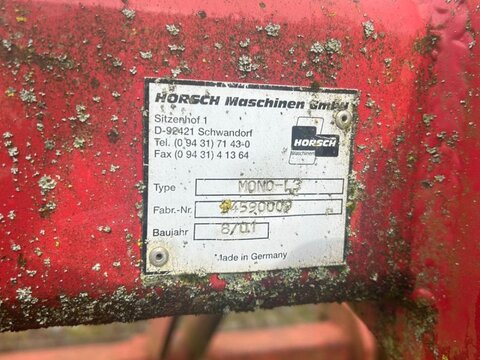 HORSCH Maschinen GmbH
Sitzenhof 1
D-92421 Schwandorf
Tel. (0 94 31) 71 43-0
Fax (0 94 31) 4 13 64
HORSCH
Maschinen
Type MONO-L3
Fabr.-Nr.
Baujahr 8/01
Made in Germany